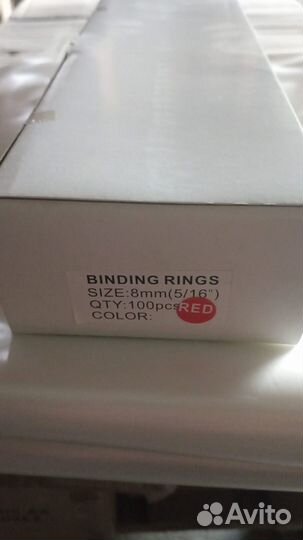 BINDING RINGS
SIZE:8mm(5/16")
QTY:100pcs
COLOR: RED
Avito